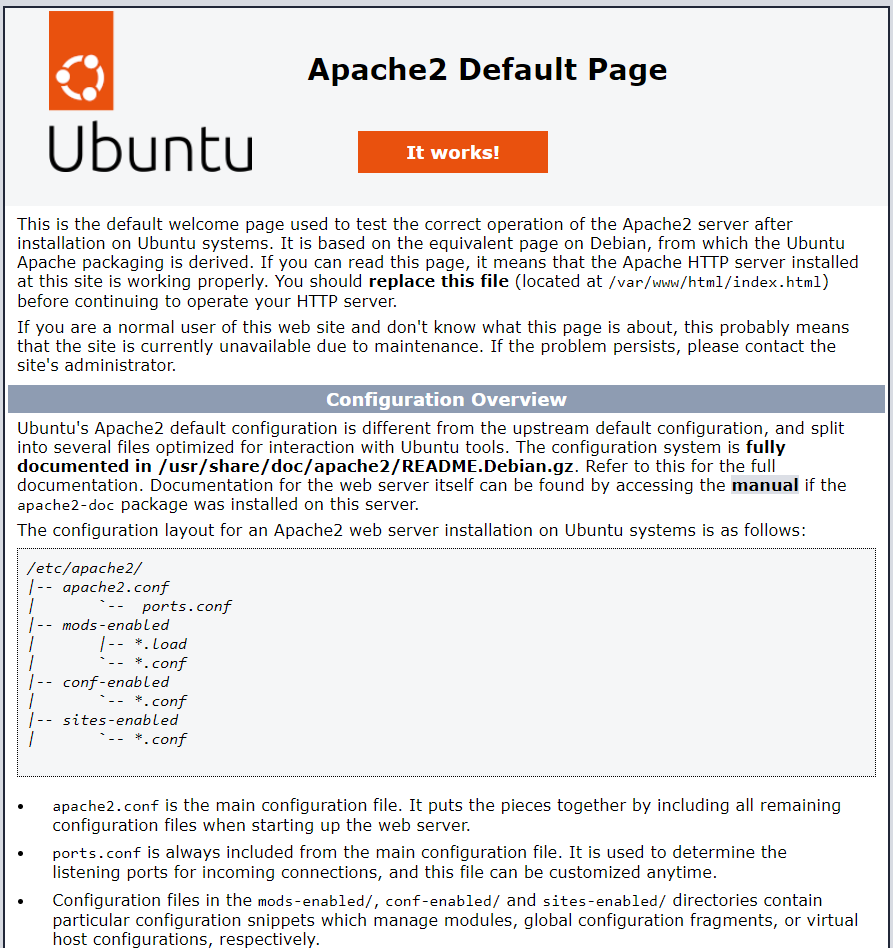 Apache2 Default Page
Ubuntu
It works!
This is the default welcome page used to test the correct operation of the Apache2 server after
installation on Ubuntu systems. It is based on the equivalent page on Debian, from which the Ubuntu
Apache packaging is derived. If you can read this page, it means that the Apache HTTP server installed
at this site is working properly. You should replace this file (located at /var/www/html/index.html)
before continuing to operate your HTTP server.
If you are a normal user of this web site and don't know what this page is about, this probably means
that the site is currently unavailable due to maintenance. If the problem persists, please contact the
site's administrator.
Configuration Overview
Ubuntu's Apache2 default configuration is different from the upstream default configuration, and split
into several files optimized for interaction with Ubuntu tools. The configuration system is fully
documented in /usr/share/doc/apache2/README.Debian.gz. Refer to this for the full
documentation. Documentation for the web server itself can be found by accessing the manual if the
apache2-doc package was installed on this server.
The configuration layout for an Apache2 web server installation on Ubuntu systems is as follows:
/etc/apache2/
|-- apache2.conf
|       `--  ports.conf
|-- mods-enabled
|       |-- *.load
|       `-- *.conf
|-- conf-enabled
|       `-- *.conf
|-- sites-enabled
|       `-- *.conf
• apache2.conf is the main configuration file. It puts the pieces together by including all remaining
configuration files when starting up the web server.
• ports.conf is always included from the main configuration file. It is used to determine the
listening ports for incoming connections, and this file can be customized anytime.
• Configuration files in the mods-enabled/, conf-enabled/ and sites-enabled/ directories contain
particular configuration snippets which manage modules, global configuration fragments, or virtual
host configurations, respectively.